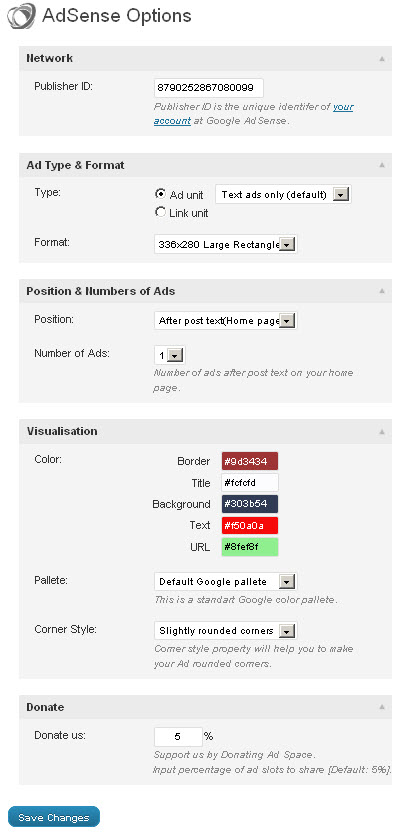 AdSense Options
Network
Publisher ID: 8790252867080099
Publisher ID is the unique identifer of your
account at Google AdSense.
Ad Type & Format
Type: Ad unit Text ads only (default)
Link unit
Format: 336x280 Large Rectangle
Position & Numbers of Ads
Position: After post text(Home page
Number of Ads: 1
Number of ads after post text on your home
page.
Visualisation
Color: Border #9d3434
Title #fcfcfd
Background #303b54
Text #f50a0a
URL #8fef8f
Pallete: Default Google pallete
This is a standart Google color pallete.
Corner Style: Slightly rounded corners
Corner style property will help you to make
your Ad rounded corners.
Donate
Donate us: 5 %
Support us by Donating Ad Space.
Input percentage of ad slots to share [Default: 5%].
Save Changes